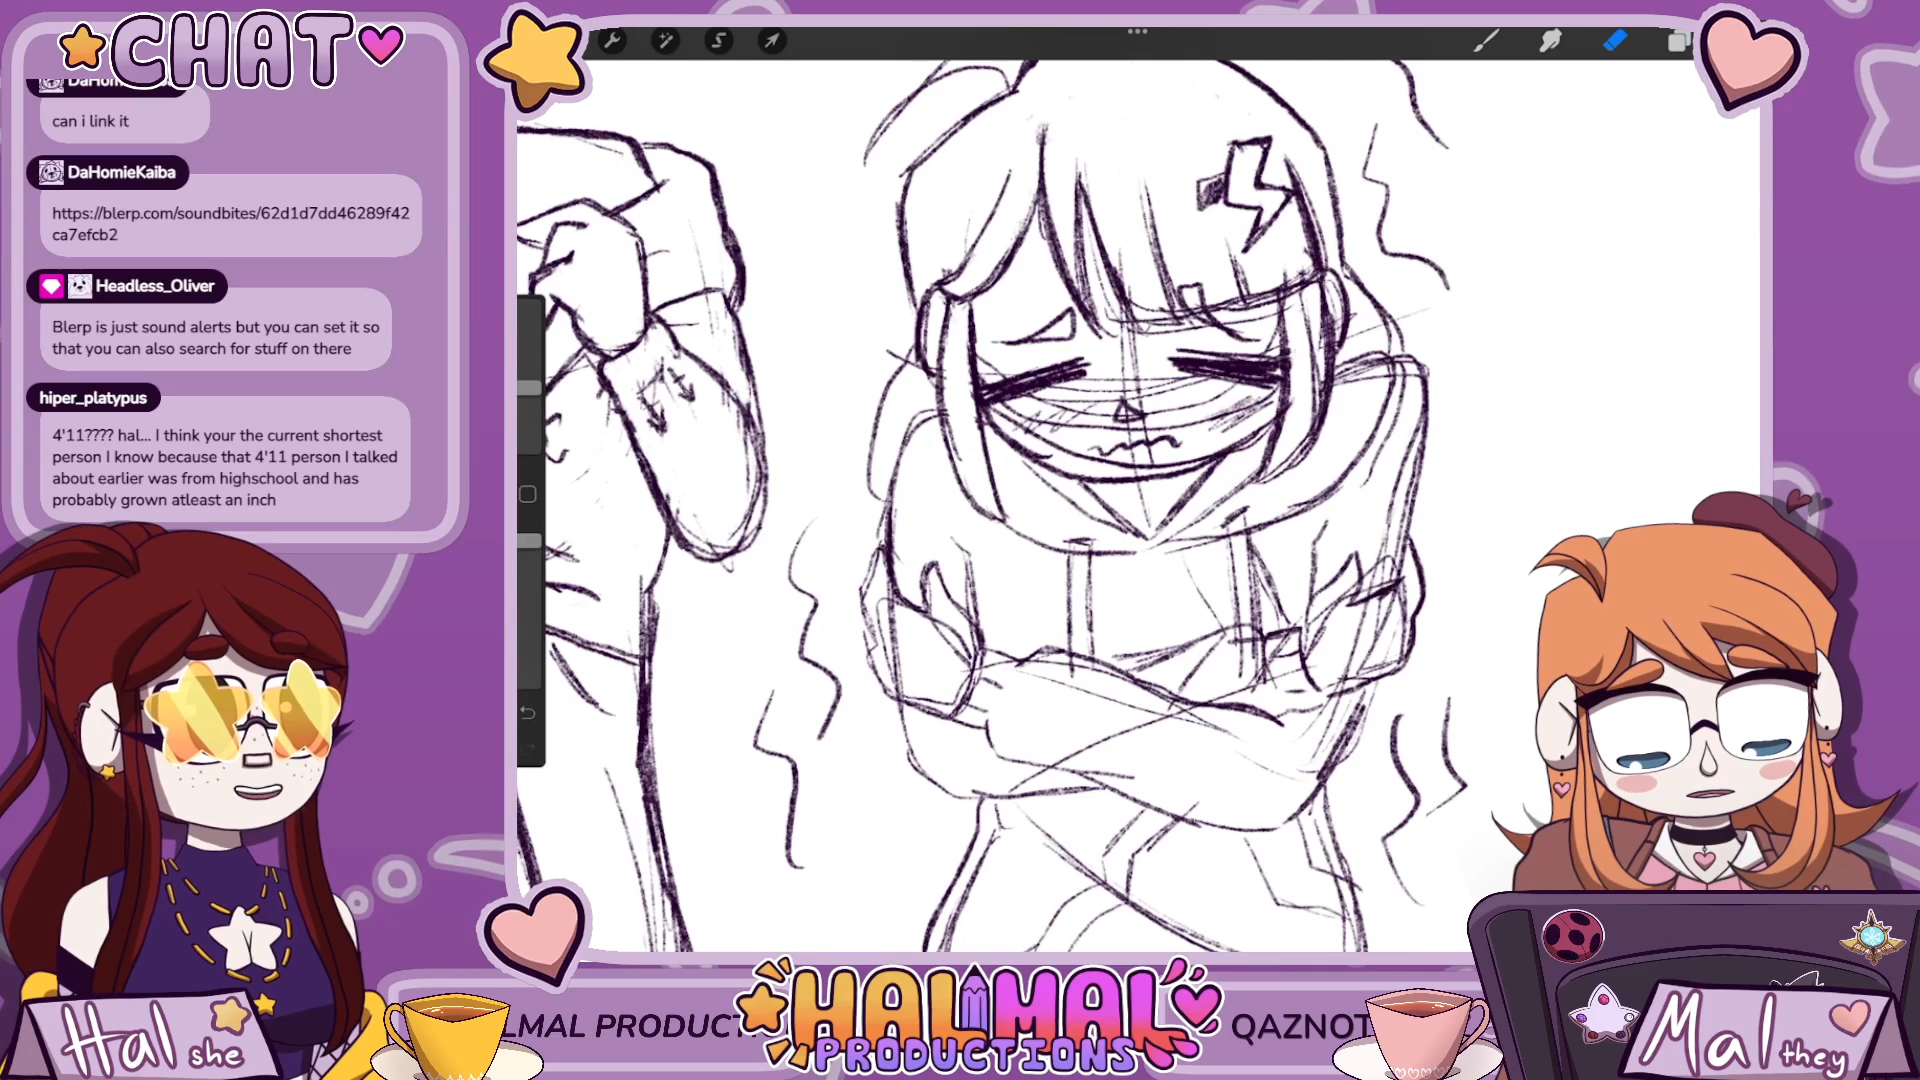 CHAT
can i link it
DaHomieKaiba
https://blerp.com/soundbites/62d1d7dd46289f42
ca7efcb2
Headless_Oliver
Blerp is just sound alerts but you can set it so
that you can also search for stuff on there
hiper_platypus
4'11???? hal... I think your the current shortest
person I know because that 4'11 person I talked
about earlier was from highschool and has
probably grown atleast an inch
Hal she
LMAL PRODUCT
HALMAL
PRODUCTIONS
QAZNOT
Mal they